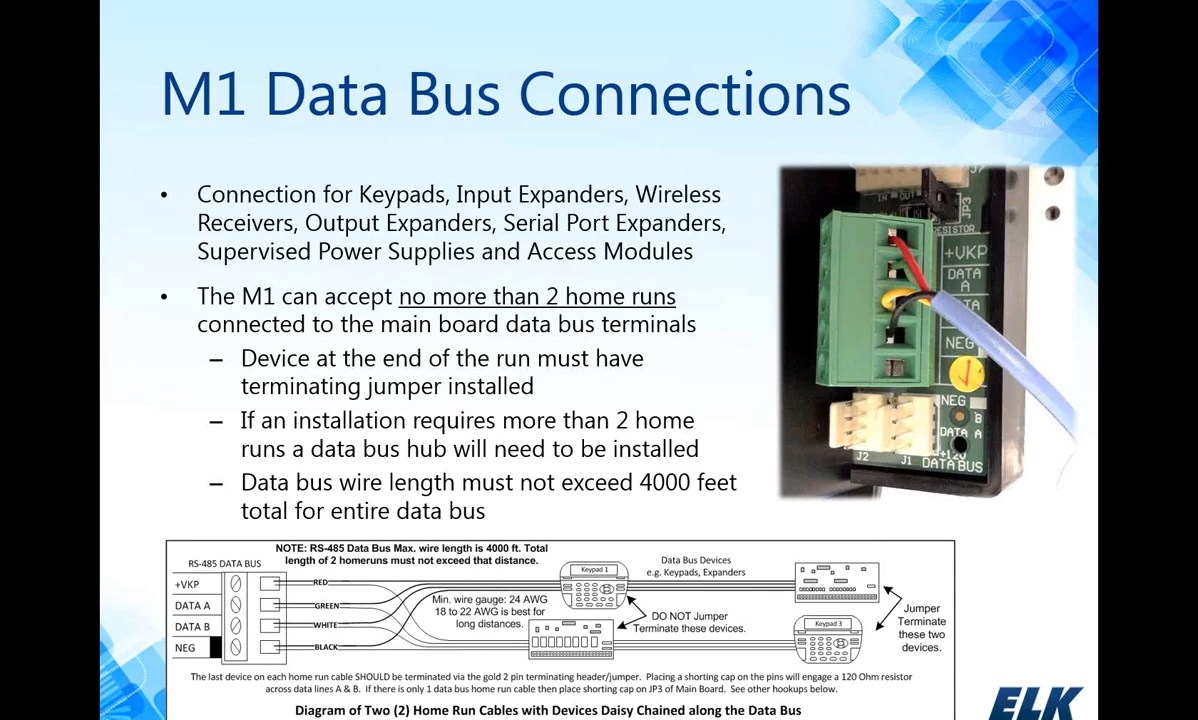 M1 Data Bus Connections
• Connection for Keypads, Input Expanders, Wireless
Receivers, Output Expanders, Serial Port Expanders,
Supervised Power Supplies and Access Modules
• The M1 can accept no more than 2 home runs
connected to the main board data bus terminals
– Device at the end of the run must have
terminating jumper installed
– If an installation requires more than 2 home
runs a data bus hub will need to be installed
– Data bus wire length must not exceed 4000 feet
total for entire data bus
J7
IN OUT
JP3
RESISTOR
+VKP
DATA
A
NEG
NEG
B
DATA A
+12V
J2 J1 DATA BUS
NOTE: RS-485 Data Bus Max. wire length is 4000 ft. Total
length of 2 homeruns must not exceed that distance.
RS-485 DATA BUS
+VKP
DATA A
DATA B
NEG
RED
GREEN
WHITE
BLACK
Min. wire gauge: 24 AWG
18 to 22 AWG is best for
long distances.
Keypad 1
Data Bus Devices
e.g. Keypads, Expanders
DO NOT Jumper
Terminate these devices.
Keypad 3
Jumper
Terminate
these two
devices.
The last device on each home run cable SHOULD be terminated via the gold 2 pin terminating header/jumper. Placing a shorting cap on the pins will engage a 120 Ohm resistor
across data lines A & B. If there is only 1 data bus home run cable then place shorting cap on JP3 of Main Board. See other hookups below.
Diagram of Two (2) Home Run Cables with Devices Daisy Chained along the Data Bus
ELK